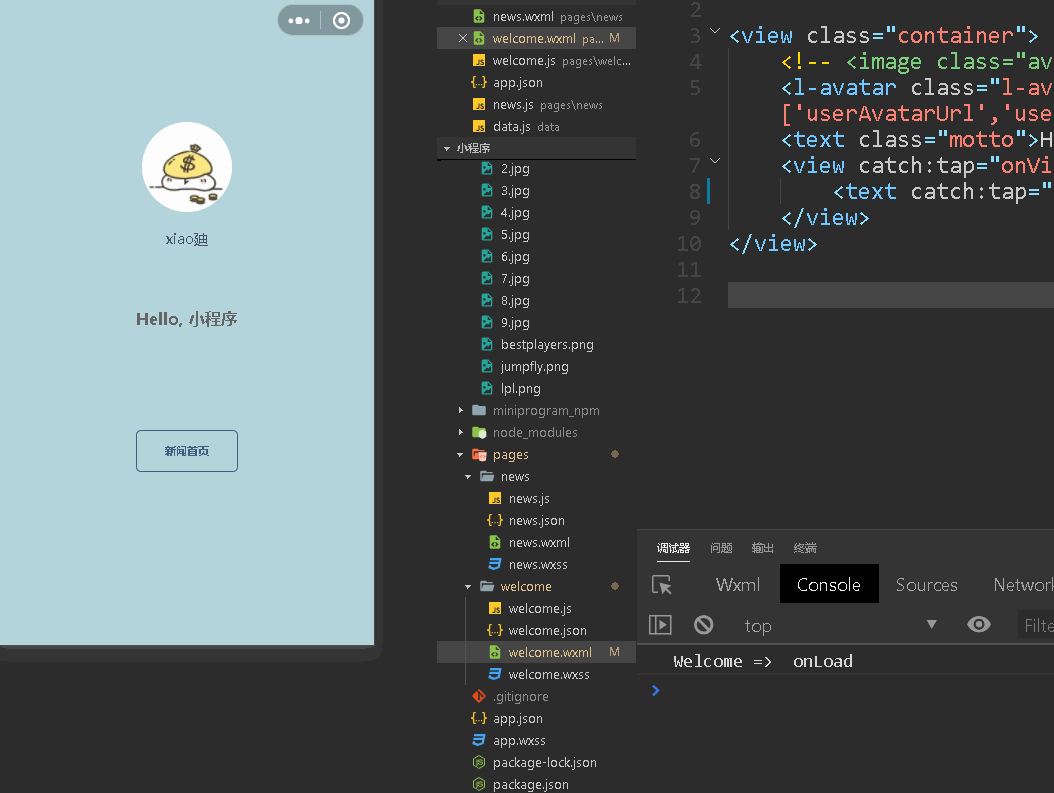 xiao廸
Hello, 小程序
新闻首页
news.wxml pages\news
welcome.wxml pa... M
welcome.js pages\welc...
{..} app.json
news.js pages\news
data.js data
小程序
2.jpg
3.jpg
4.jpg
5.jpg
6.jpg
7.jpg
8.jpg
9.jpg
bestplayers.png
jumpfly.png
lpl.png
miniprogram_npm
node_modules
pages
news
news.js
{..} news.json
news.wxml
news.wxss
welcome
welcome.js
{..} welcome.json
welcome.wxml M
welcome.wxss
.gitignore
{..} app.json
app.wxss
package-lock.json
package.json
2
3 <view class="container">
4 <!-- <image class="av
5 <l-avatar class="l-av
['userAvatarUrl','use
6 <text class="motto">H
7 <view catch:tap="onVi
8 <text catch:tap="
9 </view>
10 </view>
11
12
调试器 问题 输出 终端
Wxml Console Sources Network
top Filte
Welcome => onLoad